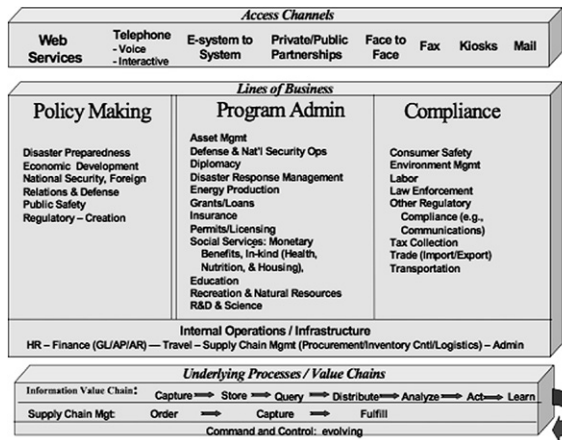 Access Channels
Web Services
Telephone
- Voice
- Interactive
E-system to System
Private/Public Partnerships
Face to Face
Fax
Kiosks
Mail
Lines of Business
Policy Making
Disaster Preparedness
Economic Development
National Security, Foreign
Relations & Defense
Public Safety
Regulatory – Creation
Program Admin
Asset Mgmt
Defense & Nat'l Security Ops
Diplomacy
Disaster Response Management
Energy Production
Grants/Loans
Insurance
Permits/Licensing
Social Services: Monetary
Benefits, In-kind (Health,
Nutrition, & Housing),
Education
Recreation & Natural Resources
R&D & Science
Compliance
Consumer Safety
Environment Mgmt
Labor
Law Enforcement
Other Regulatory
Compliance (e.g.,
Communications)
Tax Collection
Trade (Import/Export)
Transportation
Internal Operations / Infrastructure
HR – Finance (GL/AP/AR) — Travel – Supply Chain Mgmt (Procurement/Inventory Cntl/Logistics) – Admin
Underlying Processes / Value Chains
Information Value Chain: Capture Store Query Distribute Analyze Act Learn
Supply Chain Mgt: Order Capture Fulfill
Command and Control: evolving